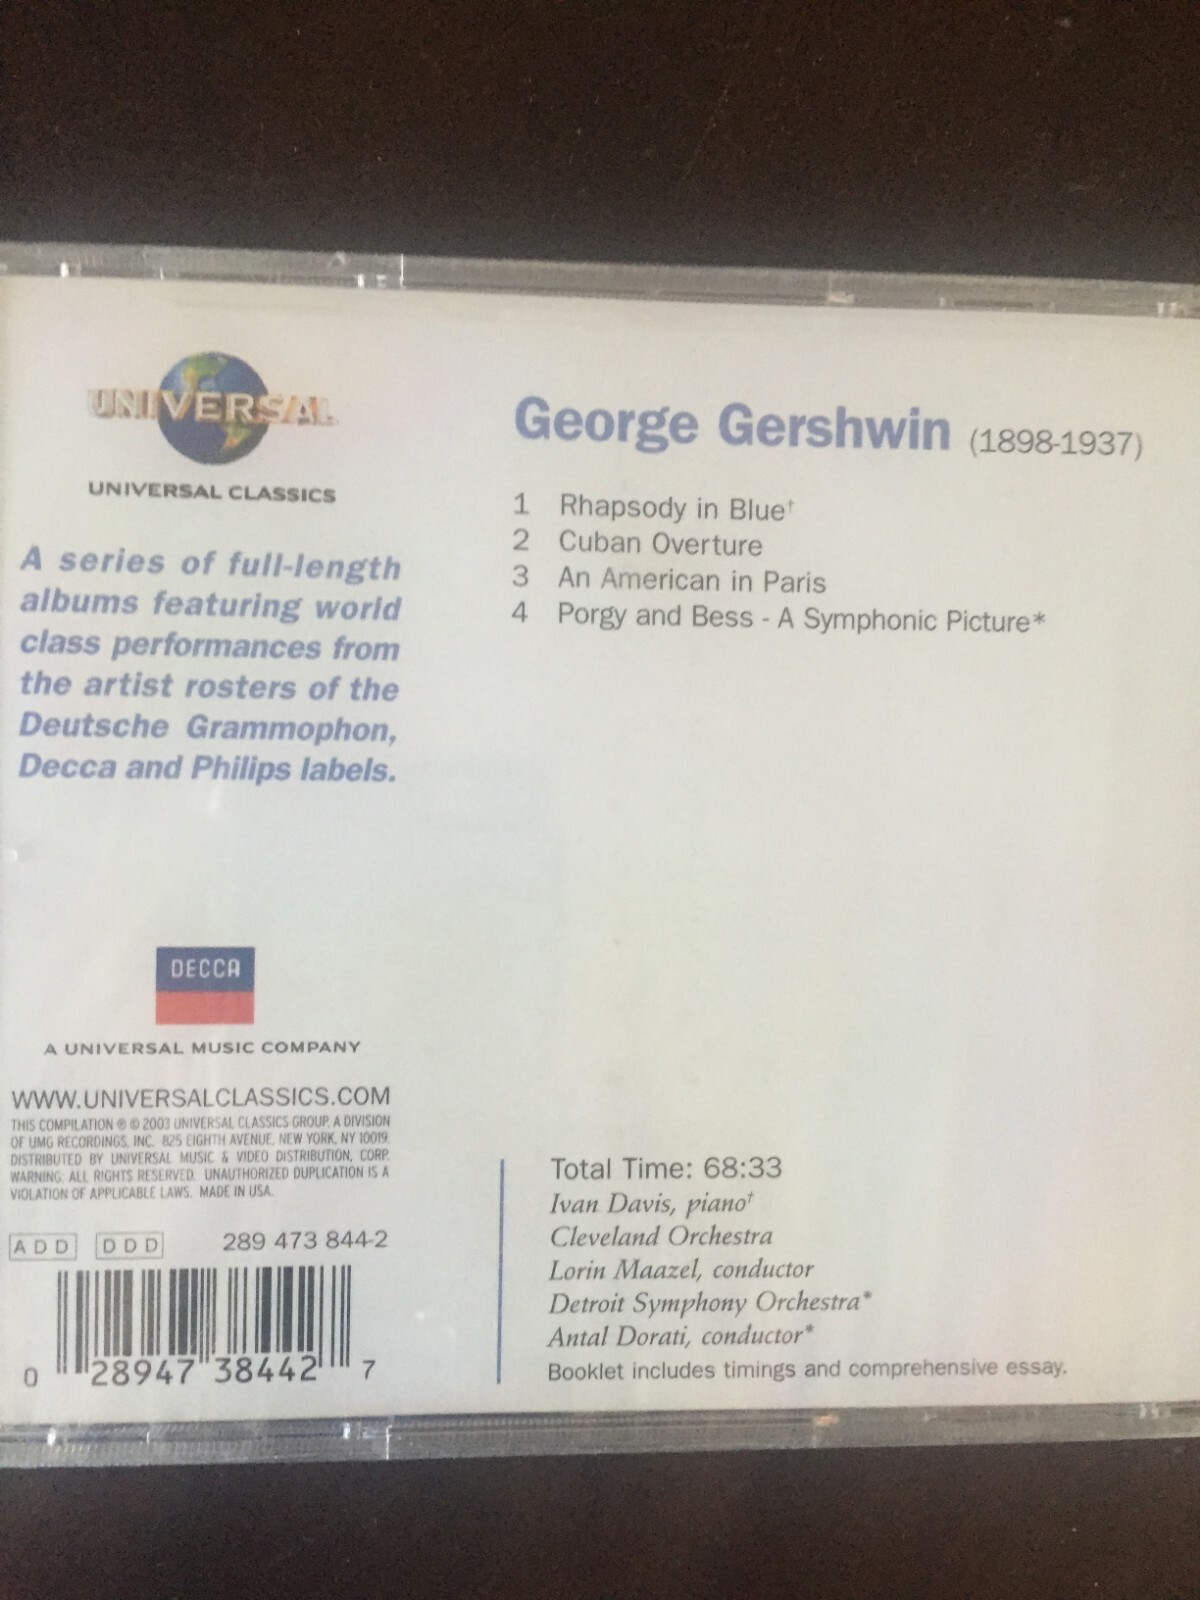 UNIVERSAL
UNIVERSAL CLASSICS
A series of full-length
albums featuring world
class performances from
the artist rosters of the
Deutsche Grammophon,
Decca and Philips labels.
DECCA
A UNIVERSAL MUSIC COMPANY
WWW.UNIVERSALCLASSICS.COM
THIS COMPILATION ℗ © 2003 UNIVERSAL CLASSICS GROUP, A DIVISION
OF UMG RECORDINGS, INC. 825 EIGHTH AVENUE, NEW YORK, NY 10019.
DISTRIBUTED BY UNIVERSAL MUSIC & VIDEO DISTRIBUTION, CORP.
WARNING: ALL RIGHTS RESERVED. UNAUTHORIZED DUPLICATION IS A
VIOLATION OF APPLICABLE LAWS. MADE IN USA.
ADD DDD 289 473 844-2
0 28947 38442 7
George Gershwin (1898-1937)
1 Rhapsody in Blue†
2 Cuban Overture
3 An American in Paris
4 Porgy and Bess - A Symphonic Picture*
Total Time: 68:33
Ivan Davis, piano†
Cleveland Orchestra
Lorin Maazel, conductor
Detroit Symphony Orchestra*
Antal Dorati, conductor*
Booklet includes timings and comprehensive essay.